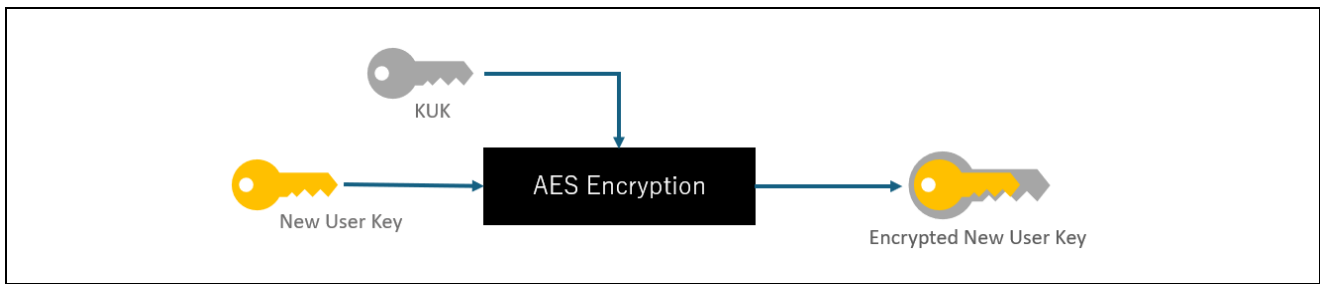 KUK
AES Encryption
New User Key
Encrypted New User Key